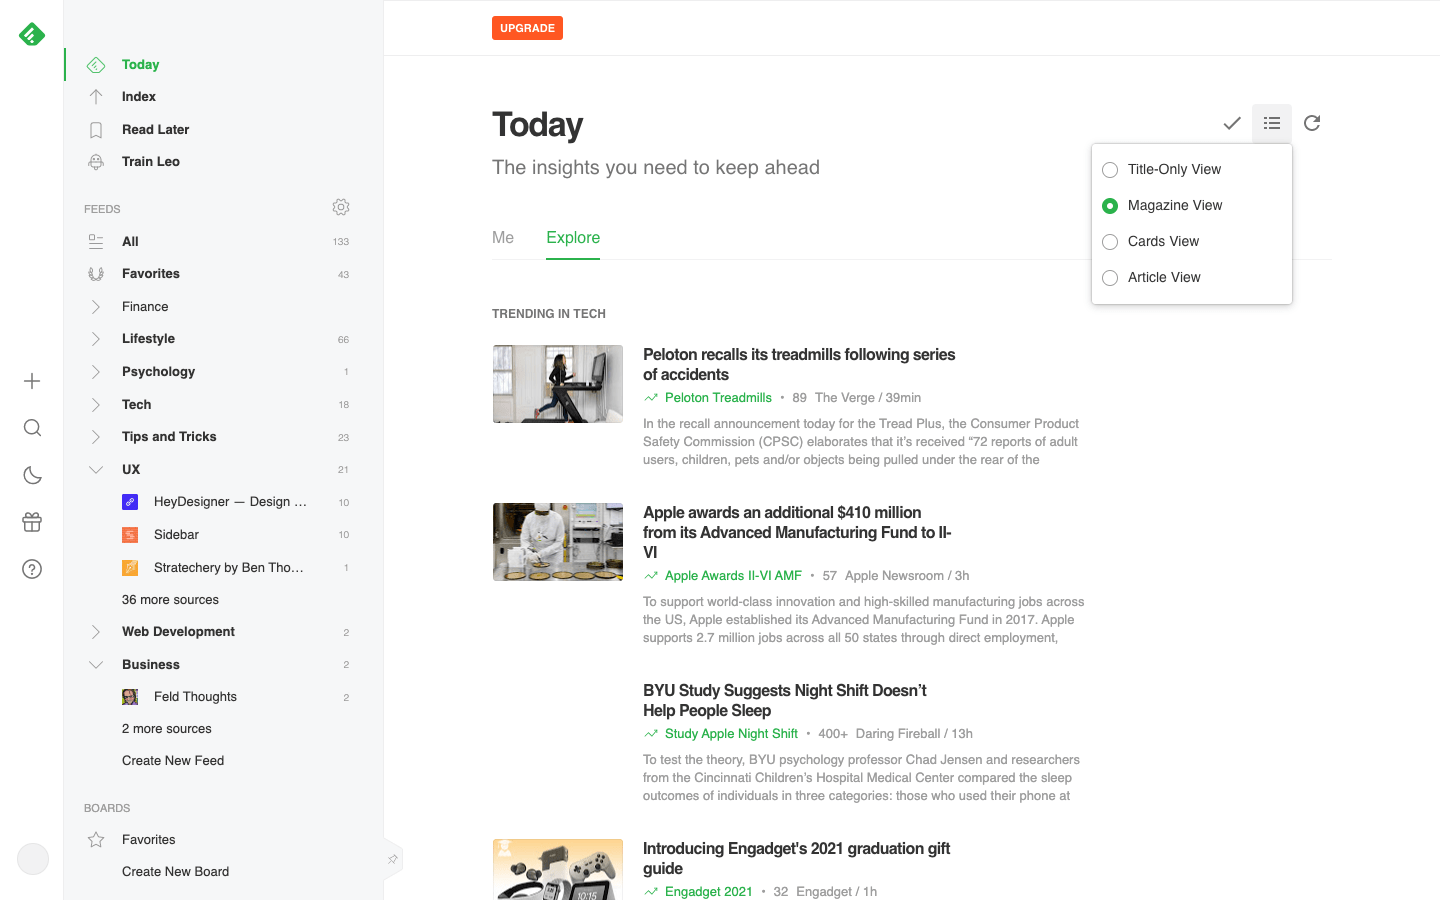 UPGRADE
Today
Index
Read Later
Train Leo
FEEDS
All 133
Favorites 43
Finance
Lifestyle 66
Psychology 1
Tech 18
Tips and Tricks 23
UX 21
HeyDesigner — Design ... 10
Sidebar 10
Stratechery by Ben Tho... 1
36 more sources
Web Development 2
Business 2
Feld Thoughts 2
2 more sources
Create New Feed
BOARDS
Favorites
Create New Board
Today
The insights you need to keep ahead
Title-Only View
Magazine View
Cards View
Article View
Me Explore
TRENDING IN TECH
Peloton recalls its treadmills following series
of accidents
Peloton Treadmills • 89 The Verge / 39min
In the recall announcement today for the Tread Plus, the Consumer Product
Safety Commission (CPSC) elaborates that it’s received “72 reports of adult
users, children, pets and/or objects being pulled under the rear of the
Apple awards an additional $410 million
from its Advanced Manufacturing Fund to II-
VI
Apple Awards II-VI AMF • 57 Apple Newsroom / 3h
To support world-class innovation and high-skilled manufacturing jobs across
the US, Apple established its Advanced Manufacturing Fund in 2017. Apple
supports 2.7 million jobs across all 50 states through direct employment,
BYU Study Suggests Night Shift Doesn’t
Help People Sleep
Study Apple Night Shift • 400+ Daring Fireball / 13h
To test the theory, BYU psychology professor Chad Jensen and researchers
from the Cincinnati Children’s Hospital Medical Center compared the sleep
outcomes of individuals in three categories: those who used their phone at
Introducing Engadget's 2021 graduation gift
guide
Engadget 2021 • 32 Engadget / 1h
10:15